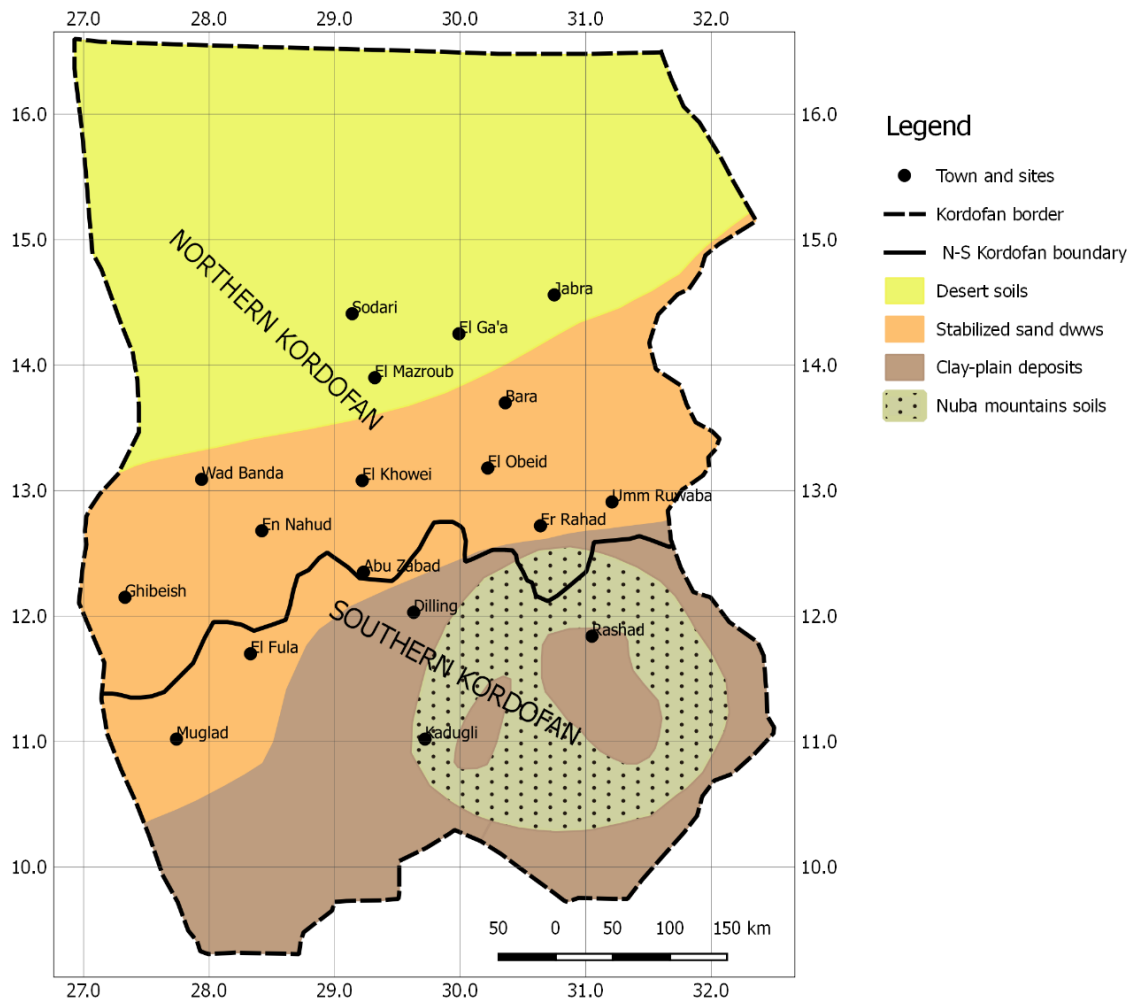 27.0 28.0 29.0 30.0 31.0 32.0
16.0 16.0
15.0 15.0
14.0 14.0
13.0 13.0
12.0 12.0
11.0 11.0
10.0 10.0
NORTHERN KORDOFAN
Sodari
Jabra
El Ga'a
El Mazroub
Bara
Wad Banda
El Khowei
El Obeid
Umm Ruwaba
En Nahud
Er Rahad
Abu Zabad
Ghibeish
Dilling
SOUTHERN KORDOFAN
Rashad
El Fula
Muglad
Kadugli
50 0 50 100 150 km
27.0 28.0 29.0 30.0 31.0 32.0
Legend
Town and sites
Kordofan border
N-S Kordofan boundary
Desert soils
Stabilized sand dwws
Clay-plain deposits
Nuba mountains soils